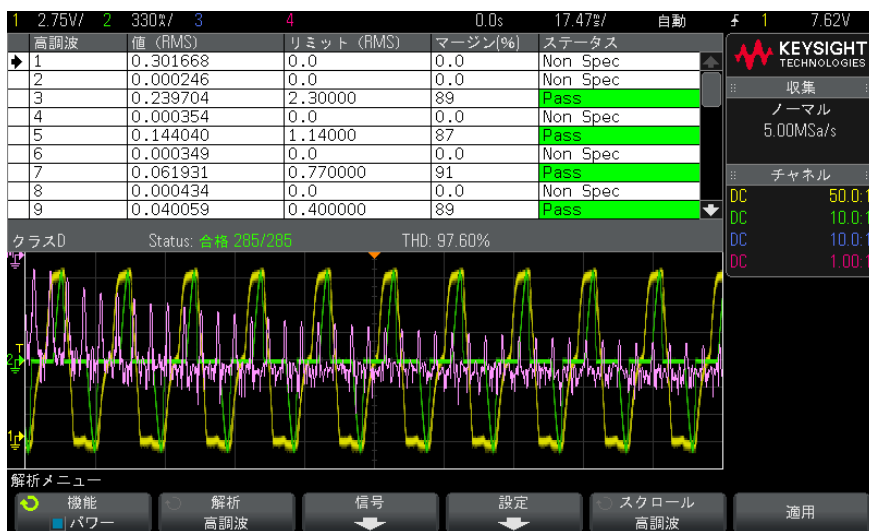 1 2.75V/ 2 330%/ 3 4 0.0s 17.47%/ 自動 1 7.62V
高調波 値 (RMS) リミット (RMS) マージン(%) ステータス
1 0.301668 0.0 0.0 Non Spec
2 0.000246 0.0 0.0 Non Spec
3 0.239704 2.30000 89 Pass
4 0.000354 0.0 0.0 Non Spec
5 0.144040 1.14000 87 Pass
6 0.000349 0.0 0.0 Non Spec
7 0.061931 0.770000 91 Pass
8 0.000434 0.0 0.0 Non Spec
9 0.040059 0.400000 89 Pass
クラスD Status: 合格 285/285 THD: 97.60%
KEYSIGHT
TECHNOLOGIES
収集
ノーマル
5.00MSa/s
チャネル
DC 50.0:1
DC 10.0:1
DC 10.0:1
DC 1.00:1
T
2
1
解析メニュー
機能
パワー
解析
高調波
信号
設定
スクロール
高調波
適用